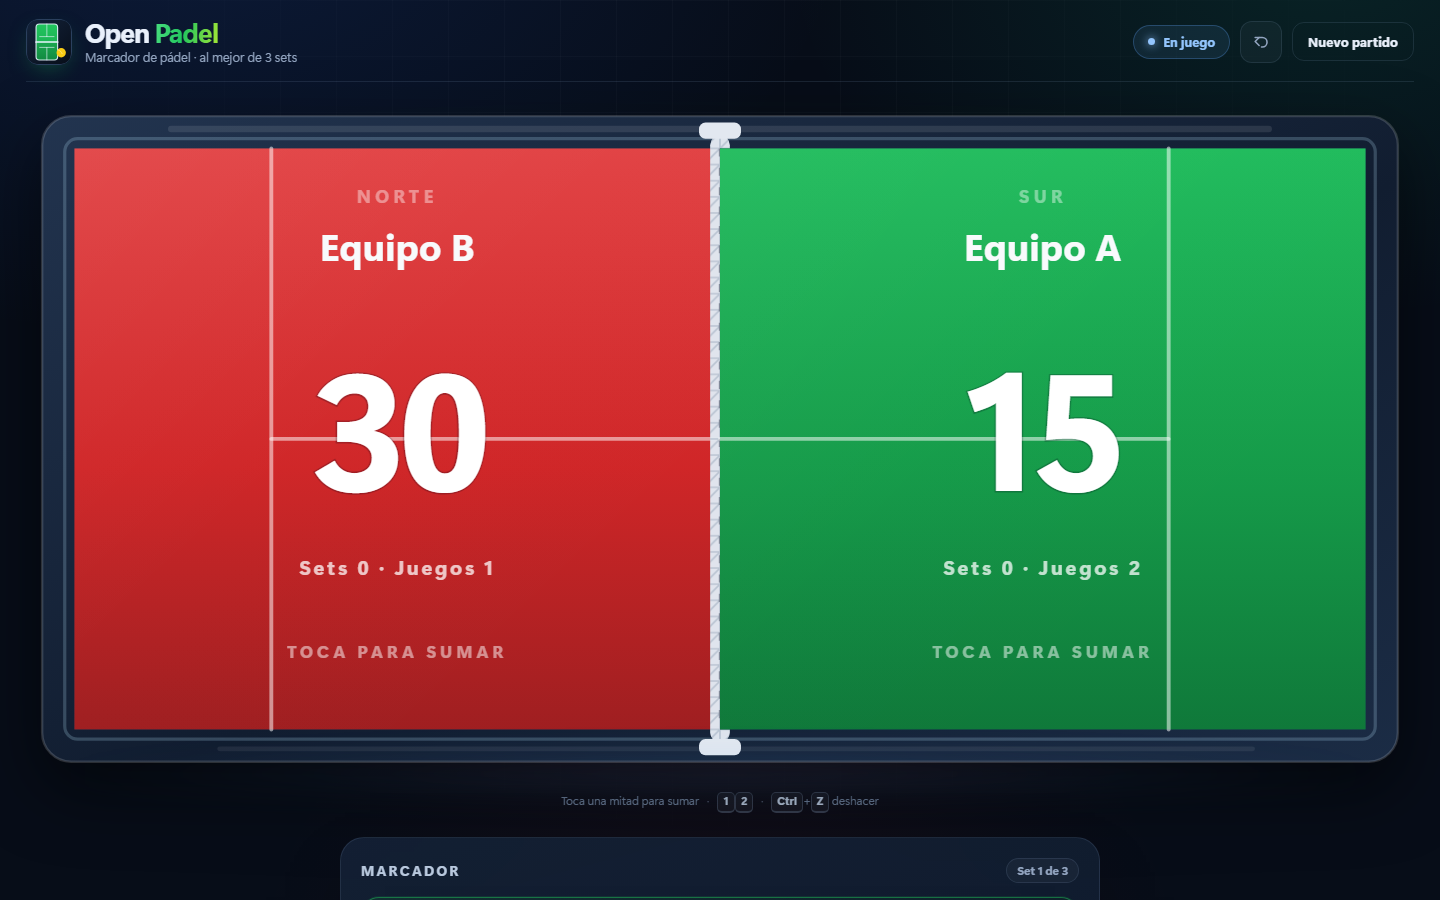 Open Padel
Marcador de pádel · al mejor de 3 sets
En juego
Nuevo partido
NORTE
Equipo B
30
Sets 0 · Juegos 1
TOCA PARA SUMAR
SUR
Equipo A
15
Sets 0 · Juegos 2
TOCA PARA SUMAR
Toca una mitad para sumar · 1 2 · Ctrl + Z deshacer
MARCADOR
Set 1 de 3